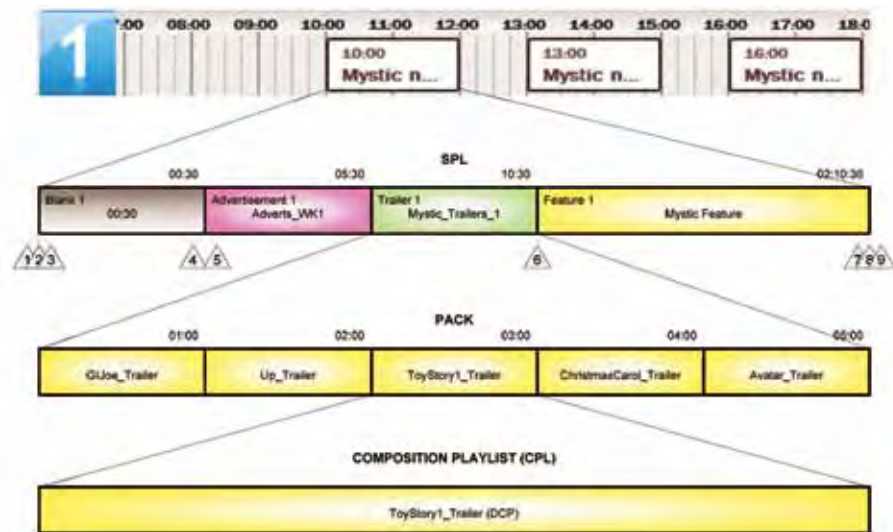 1
:00 08:00 09:00 10:00 11:00 12:00 13:00 14:00 15:00 16:00 17:00 18:0
10:00 13:00 16:00
Mystic n... Mystic n... Mystic n...
SPL
00:30 05:30 10:30 02:10:30
Blank 1 Advertisement 1 Trailer 1 Feature 1
00:30 Adverts_WK1 Mystic_Trailers_1 Mystic Feature
1 2 3 4 5 6 7 8 9
PACK
01:00 02:00 03:00 04:00 05:00
GIJoe_Trailer Up_Trailer ToyStory1_Trailer ChristmasCarol_Trailer Avatar_Trailer
COMPOSITION PLAYLIST (CPL)
ToyStory1_Trailer (DCP)